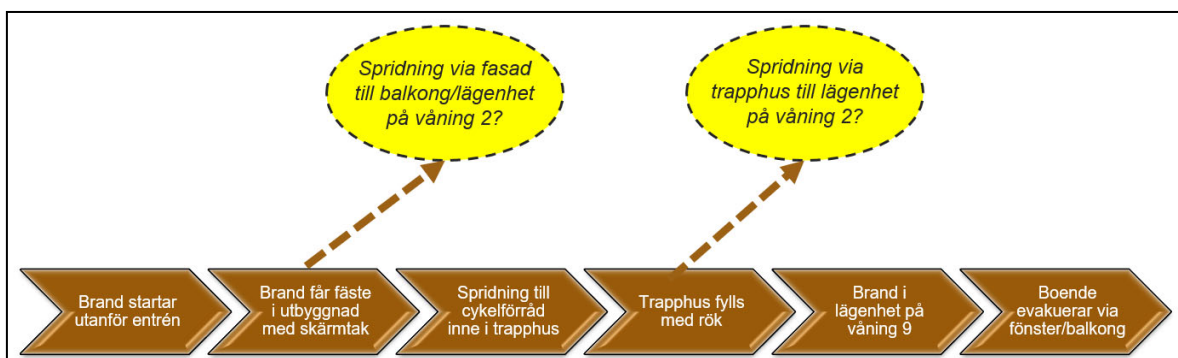 Spridning via fasad
till balkong/lägenhet
på våning 2?
Spridning via
trapphus till lägenhet
på våning 2?
Brand startar
utanför entrén
Brand får fäste
i utbyggnad
med skärmtak
Spridning till
cykelförråd
inne i trapphus
Trapphus fylls
med rök
Brand i
lägenhet på
våning 9
Boende
evakuerar via
fönster/balkong